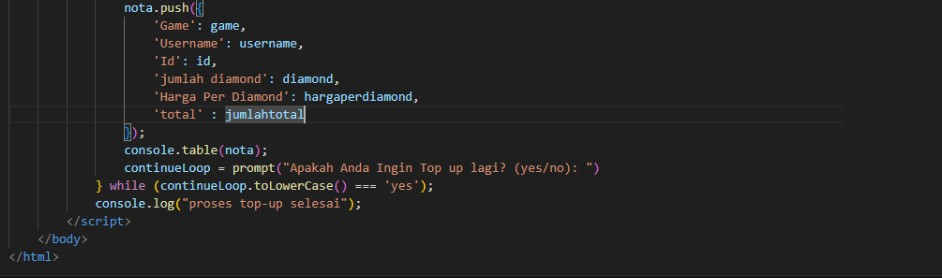 nota.push({
'Game': game,
'Username': username,
'Id': id,
'jumlah diamond': diamond,
'Harga Per Diamond': hargaperdiamond,
'total' : jumlahtotal
});
console.table(nota);
continueLoop = prompt("Apakah Anda Ingin Top up lagi? (yes/no): ")
} while (continueLoop.toLowerCase() === 'yes');
console.log("proses top-up selesai");
</script>
</body>
</html>